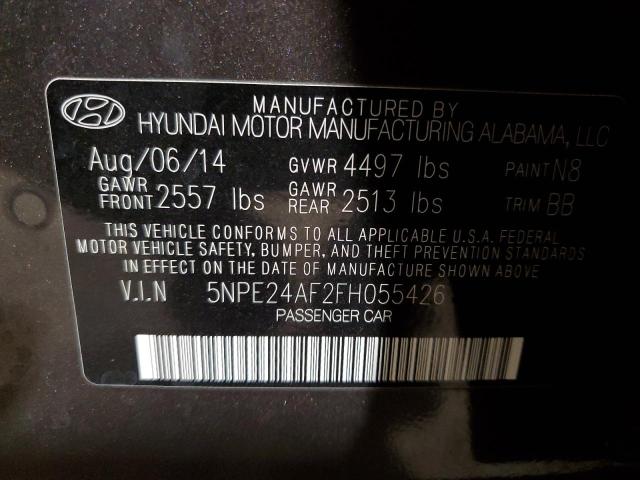 MANUFACTURED BY
HYUNDAI MOTOR MANUFACTURING ALABAMA, LLC
Aug/06/14 GVWR 4497 lbs PAINT N8
GAWR FRONT 2557 lbs GAWR REAR 2513 lbs TRIM BB
THIS VEHICLE CONFORMS TO ALL APPLICABLE U.S.A. FEDERAL
MOTOR VEHICLE SAFETY, BUMPER, AND THEFT PREVENTION STANDARDS
IN EFFECT ON THE DATE OF MANUFACTURE SHOWN ABOVE
V.I.N 5NPE24AF2FH055426
PASSENGER CAR